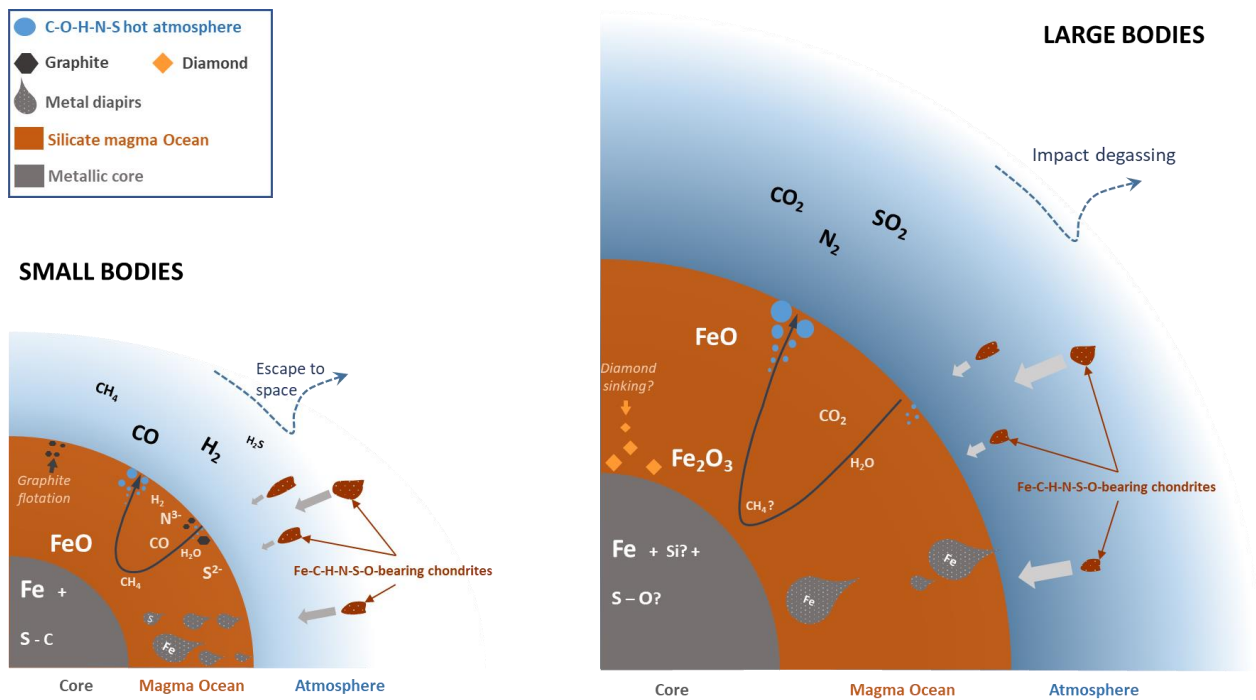 C-O-H-N-S hot atmosphere
Graphite
Diamond
Metal diapirs
Silicate magma Ocean
Metallic core
SMALL BODIES
Escape to
space
CH₄
CO
H₂
H₂S
Graphite
flotation
H₂
N³⁻
CO
H₂O
FeO
CH₄
S²⁻
Fe-C-H-N-S-O-bearing chondrites
Fe +
S - C
S
Fe
Core
Magma Ocean
Atmosphere
LARGE BODIES
Impact degassing
CO₂
SO₂
N₂
FeO
Diamond
sinking?
CO₂
Fe₂O₃
H₂O
CH₄ ?
Fe-C-H-N-S-O-bearing chondrites
Fe + Si? +
S – O?
Fe
Fe
Core
Magma Ocean
Atmosphere